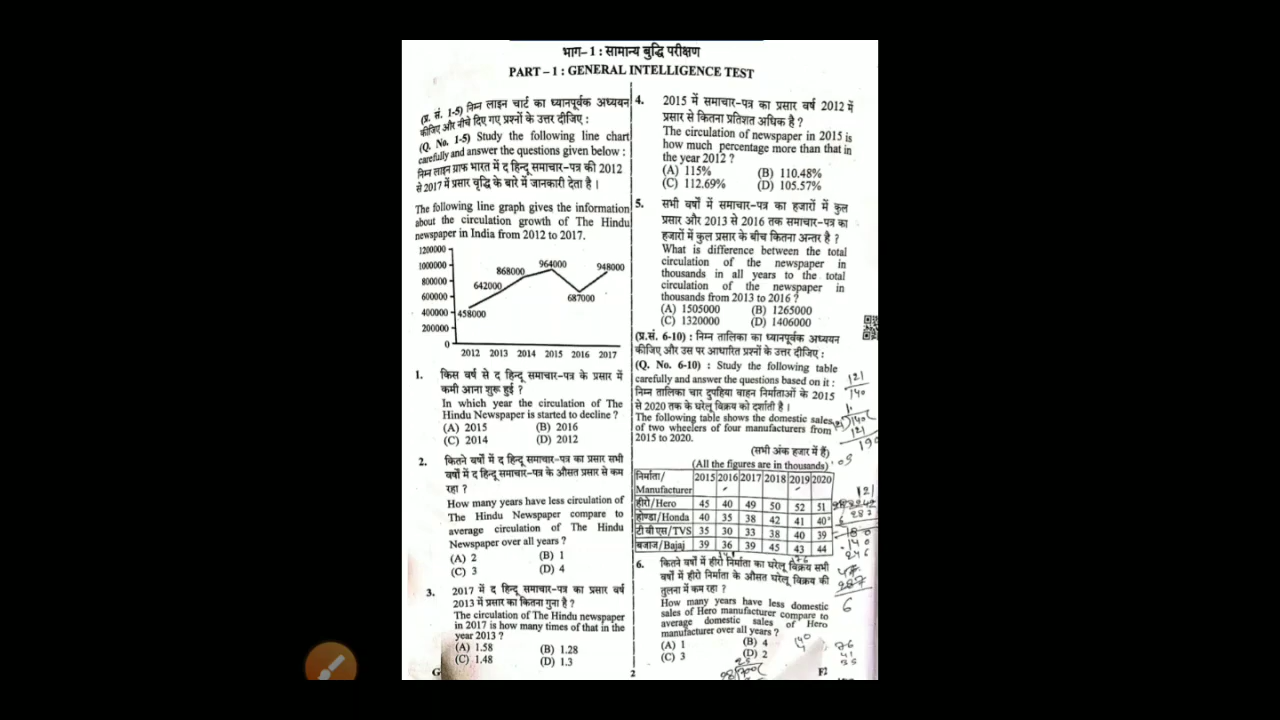 भाग–1 : सामान्य बुद्धि परीक्षण
PART – 1 : GENERAL INTELLIGENCE TEST
(प्र. सं. 1-5) निम्न लाइन चार्ट का ध्यानपूर्वक अध्ययन
कीजिए और नीचे दिए गए प्रश्नों के उत्तर दीजिए :
(Q. No. 1-5) Study the following line chart
carefully and answer the questions given below :
निम्न लाइन ग्राफ भारत में द हिन्दू समाचार-पत्र की 2012
से 2017 में प्रसार वृद्धि के बारे में जानकारी देता है ।
The following line graph gives the information
about the circulation growth of The Hindu
newspaper in India from 2012 to 2017.
1200000
1000000
800000
600000
400000
200000
0
458000
642000
868000
964000
687000
948000
2012 2013 2014 2015 2016 2017
1. किस वर्ष से द हिन्दू समाचार-पत्र के प्रसार में
कमी आना शुरू हुई ?
In which year the circulation of The
Hindu Newspaper is started to decline ?
(A) 2015 (B) 2016
(C) 2014 (D) 2012
2. कितने वर्षों में द हिन्दू समाचार-पत्र का प्रसार सभी
वर्षों में द हिन्दू समाचार-पत्र के औसत प्रसार से कम
रहा ?
How many years have less circulation of
The Hindu Newspaper compare to
average circulation of The Hindu
Newspaper over all years ?
(A) 2 (B) 1
(C) 3 (D) 4
3. 2017 में द हिन्दू समाचार-पत्र का प्रसार वर्ष
2013 में प्रसार का कितना गुना है ?
The circulation of The Hindu newspaper
in 2017 is how many times of that in the
year 2013 ?
(A) 1.58 (B) 1.28
(C) 1.48 (D) 1.3
4. 2015 में समाचार-पत्र का प्रसार वर्ष 2012 में
प्रसार से कितना प्रतिशत अधिक है ?
The circulation of newspaper in 2015 is
how much percentage more than that in
the year 2012 ?
(A) 115% (B) 110.48%
(C) 112.69% (D) 105.57%
5. सभी वर्षों में समाचार-पत्र का हजारों में कुल
प्रसार और 2013 से 2016 तक समाचार-पत्र का
हजारों में कुल प्रसार के बीच कितना अन्तर है ?
What is difference between the total
circulation of the newspaper in
thousands in all years to the total
circulation of the newspaper in
thousands from 2013 to 2016 ?
(A) 1505000 (B) 1265000
(C) 1320000 (D) 1406000
(प्र.सं. 6-10) : निम्न तालिका का ध्यानपूर्वक अध्ययन
कीजिए और उस पर आधारित प्रश्नों के उत्तर दीजिए :
(Q. No. 6-10) : Study the following table
carefully and answer the questions based on it :
निम्न तालिका चार दुपहिया वाहन निर्माताओं के 2015
से 2020 तक के घरेलू विक्रय को दर्शाती है ।
The following table shows the domestic sales
of two wheelers of four manufacturers from
2015 to 2020.
(सभी अंक हजार में हैं)
(All the figures are in thousands)
निर्माता/ 2015 2016 2017 2018 2019 2020
Manufacturer
हीरो/Hero 45 40 49 50 52 51
होण्डा/Honda 40 35 38 42 41 40
टी वी एस/TVS 35 30 33 38 40 39
बजाज/Bajaj 39 36 39 45 43 44
6. कितने वर्षों में हीरो निर्माता का घरेलू विक्रय सभी
वर्षों में हीरो निर्माता के औसत घरेलू विक्रय की
तुलना में कम रहा ?
How many years have less domestic
sales of Hero manufacturer compare to
average domestic sales of Hero
manufacturer over all years ?
(A) 1 (B) 4
(C) 3 (D) 2
121
140
G
2